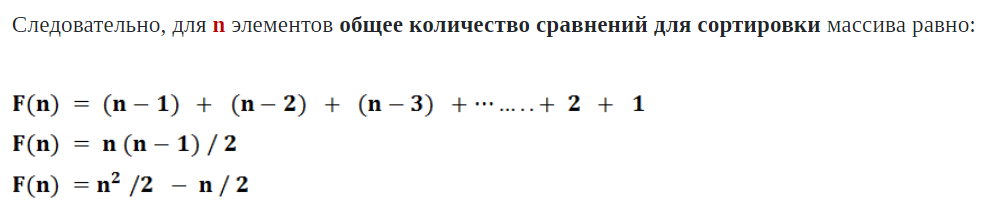 Следовательно, для n элементов общее количество сравнений для сортировки массива равно:
F(n) = (n − 1) + (n − 2) + (n − 3) + ⋯ ..… + 2 + 1
F(n) = n (n − 1) / 2
F(n) = n² /2 − n / 2